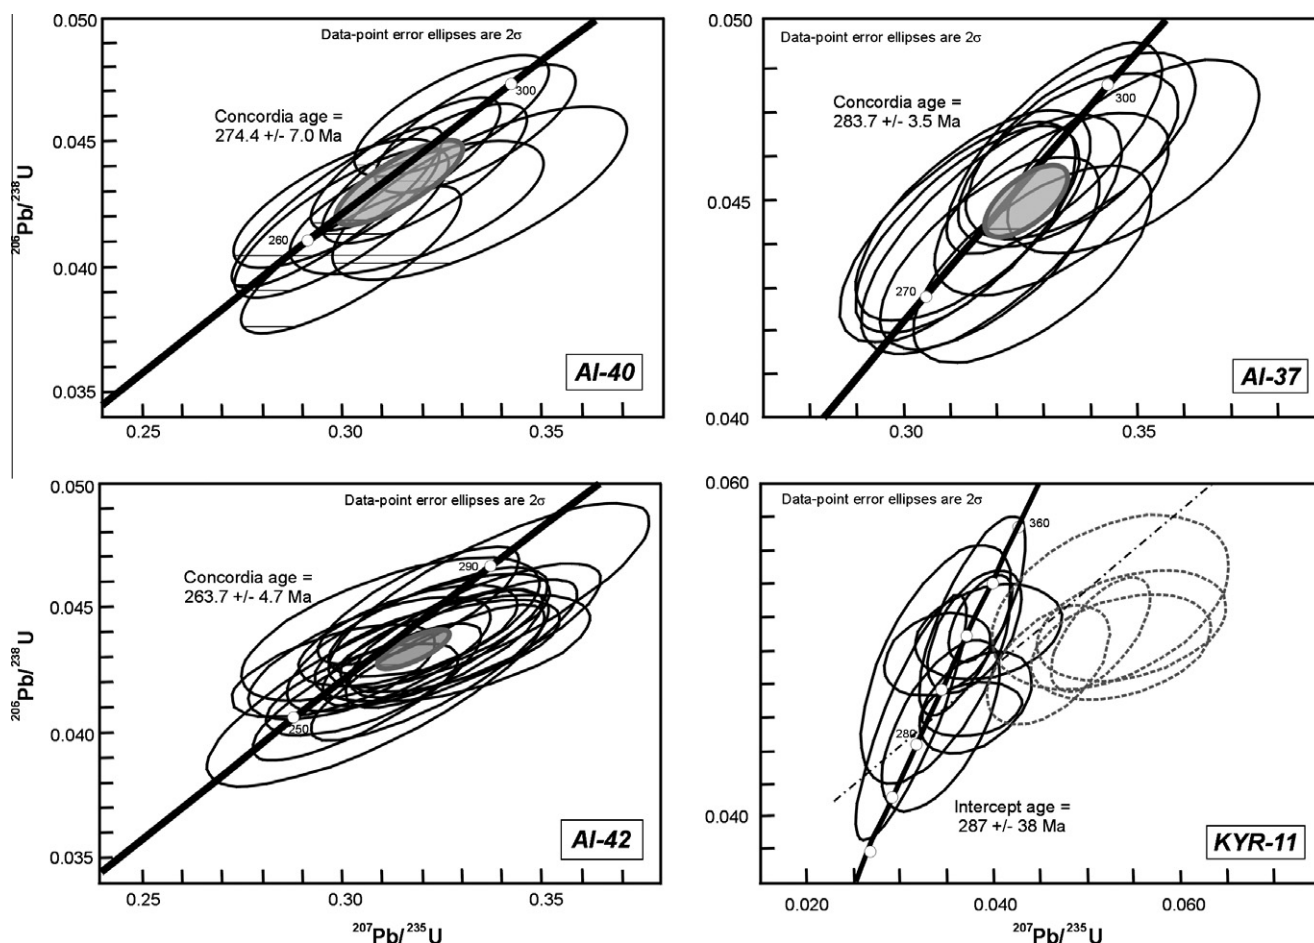 0.050
Data-point error ellipses are 2σ
Concordia age =
274.4 +/- 7.0 Ma
300
0.045
206Pb/238U
260
0.040
0.035
AI-40
0.25
0.30
0.35
0.050
Data-point error ellipses are 2σ
Concordia age =
283.7 +/- 3.5 Ma
300
0.045
270
0.040
AI-37
0.30
0.35
0.050
Data-point error ellipses are 2σ
290
Concordia age =
263.7 +/- 4.7 Ma
0.045
206Pb/238U
250
0.040
0.035
AI-42
0.25
0.30
0.35
207Pb/235U
0.060
Data-point error ellipses are 2σ
360
280
0.040
Intercept age =
287 +/- 38 Ma
KYR-11
0.020
0.040
0.060
207Pb/235U